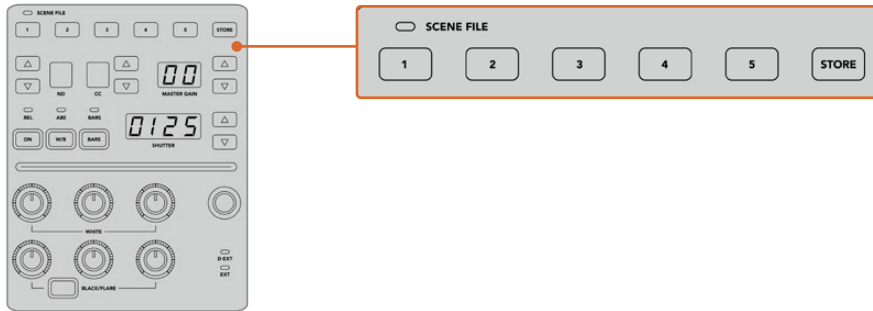 SCENE FILE
1 2 3 4 5 STORE
ND CC 00 MASTER GAIN
REL ABS BARS
ON W/B BARS 0125 SHUTTER
WHITE
D-EXT
EXT
BLACK/FLARE
SCENE FILE
1 2 3 4 5 STORE